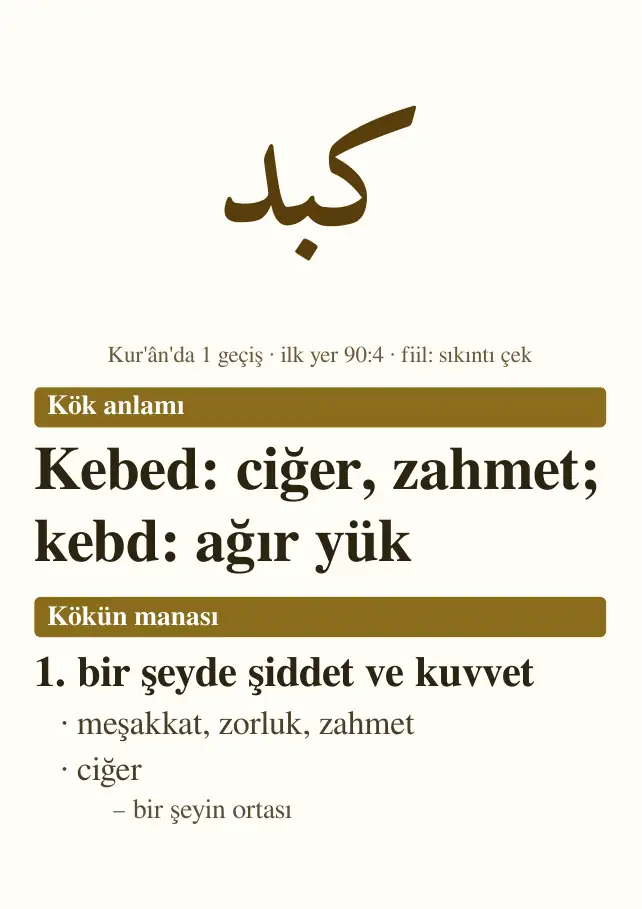 كبد
Kur'ân'da 1 geçiş · ilk yer 90:4 · fiil: sıkıntı çek
Kök anlamı
Kebed: ciğer, zahmet;
kebd: ağır yük
Kökün manası
1. bir şeyde şiddet ve kuvvet
· meşakkat, zorluk, zahmet
· ciğer
– bir şeyin ortası